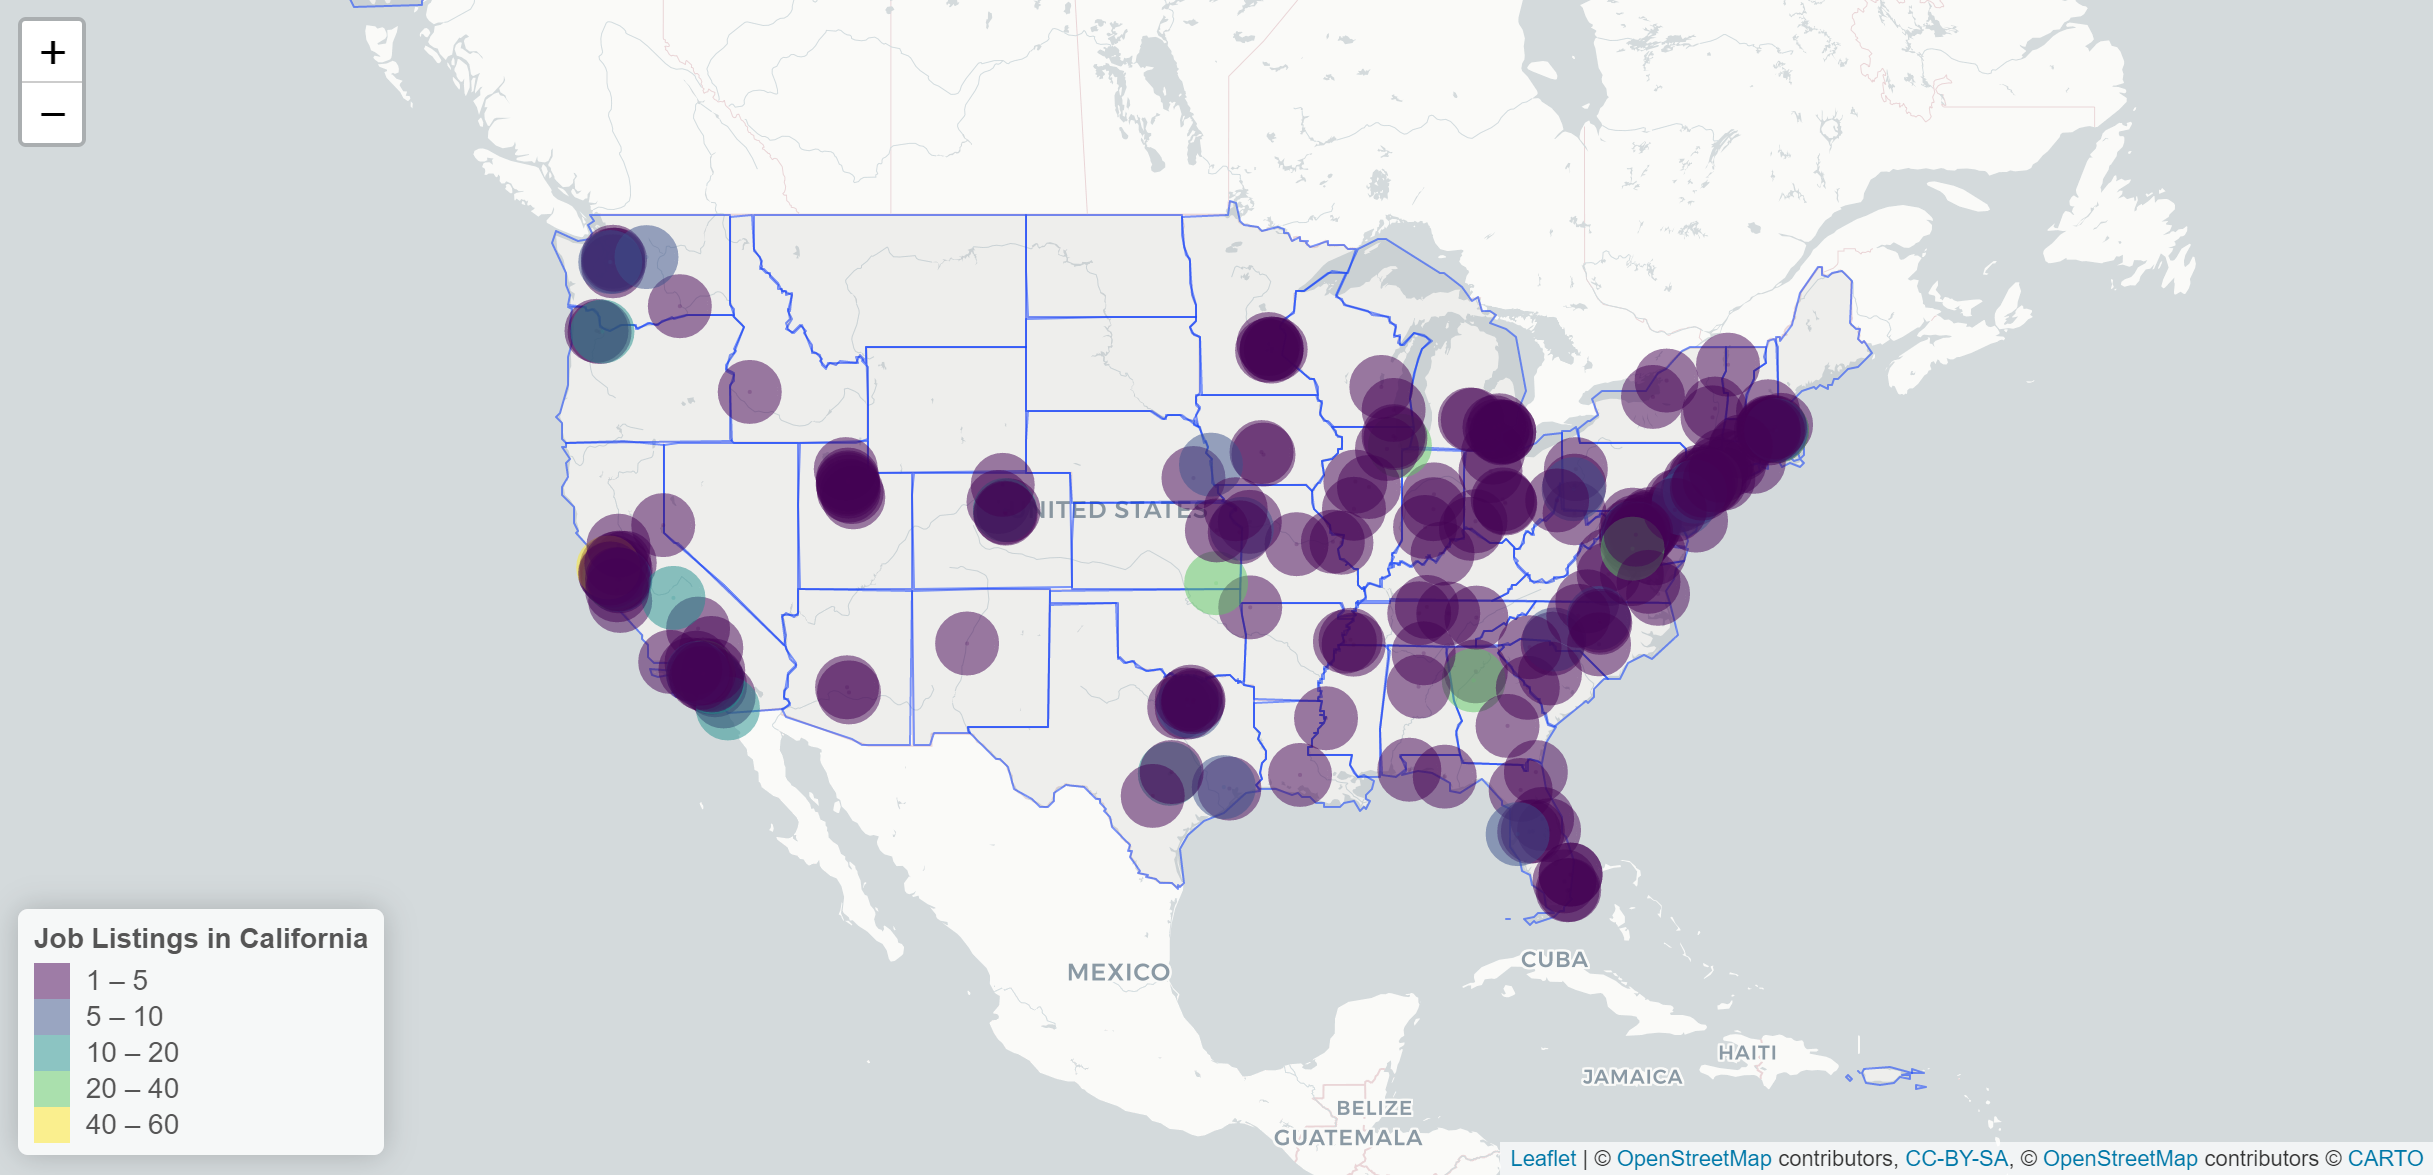 +
−
NITED STATES
MEXICO
CUBA
HAITI
JAMAICA
BELIZE
GUATEMALA
Job Listings in California
1 – 5
5 – 10
10 – 20
20 – 40
40 – 60
Leaflet | © OpenStreetMap contributors, CC-BY-SA, © OpenStreetMap contributors © CARTO